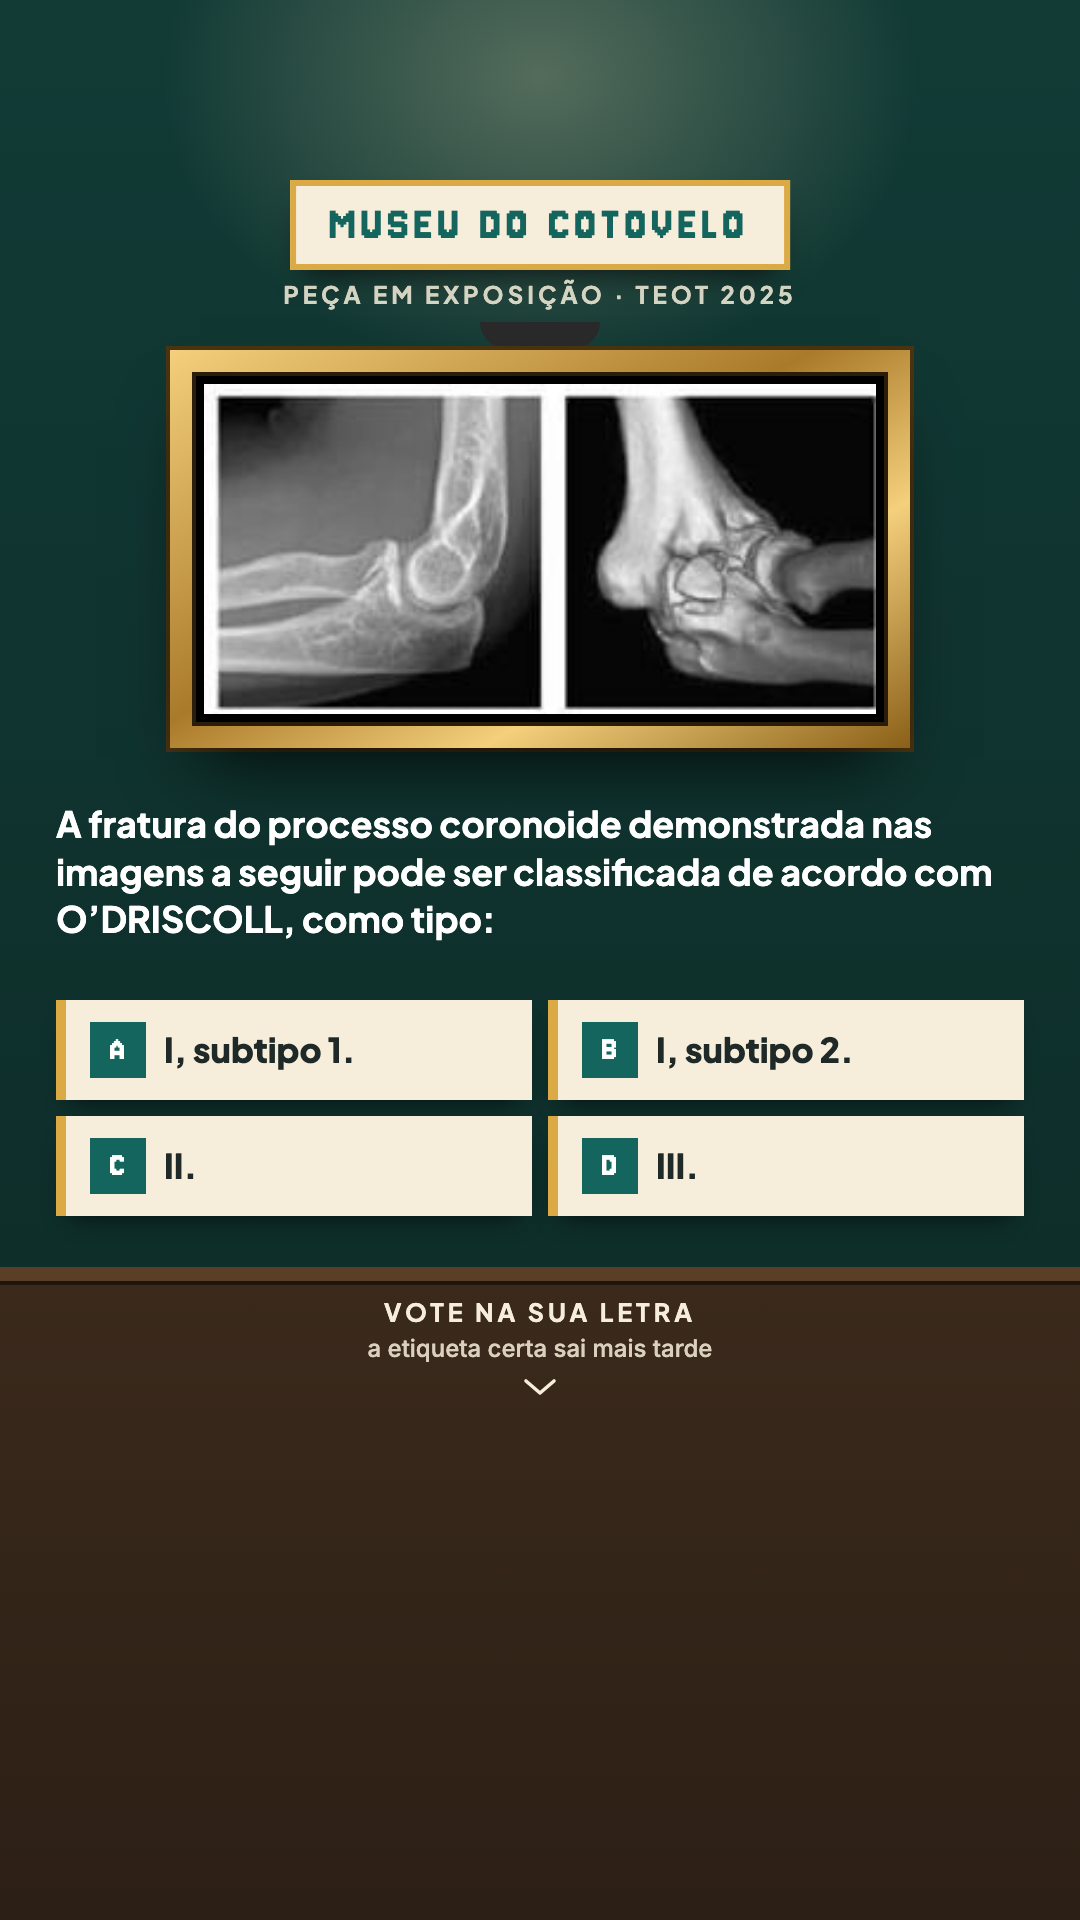 MUSEU DO COTOVELO
PEÇA EM EXPOSIÇÃO · TEOT 2025
A fratura do processo coronoide demonstrada nas
imagens a seguir pode ser classificada de acordo com
O’DRISCOLL, como tipo:
A I, subtipo 1.
B I, subtipo 2.
C II.
D III.
VOTE NA SUA LETRA
a etiqueta certa sai mais tarde